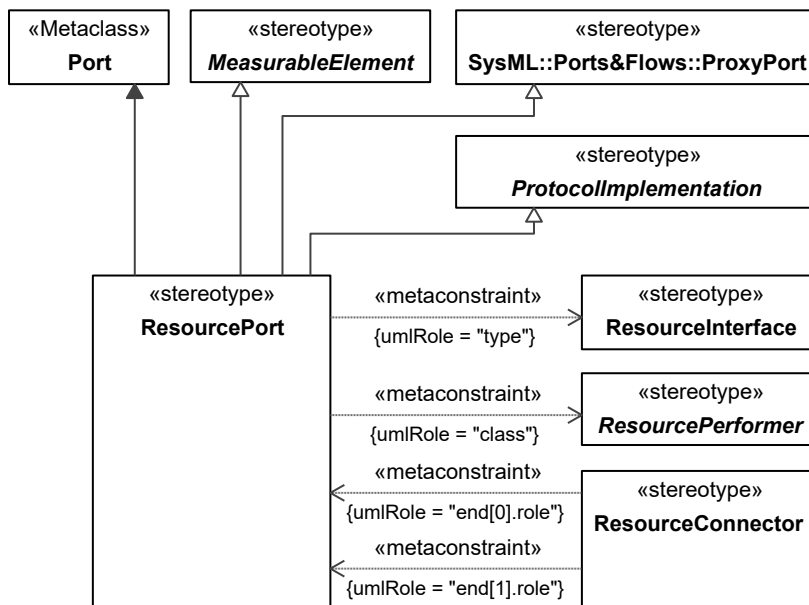 «Metaclass»
Port
«stereotype»
MeasurableElement
«stereotype»
SysML::Ports&Flows::ProxyPort
«stereotype»
ProtocolImplementation
«stereotype»
ResourcePort
«metaconstraint»
{umlRole = "type"}
«stereotype»
ResourceInterface
«metaconstraint»
{umlRole = "class"}
«stereotype»
ResourcePerformer
«metaconstraint»
{umlRole = "end[0].role"}
«metaconstraint»
{umlRole = "end[1].role"}
«stereotype»
ResourceConnector